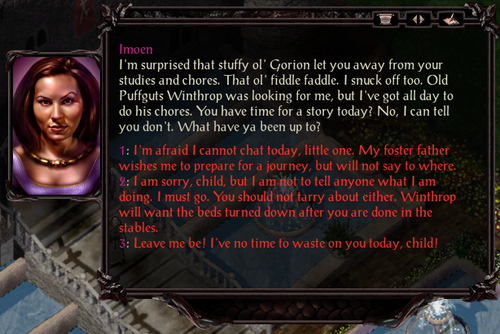 Imoen
I'm surprised that stuffy ol' Gorion let you away from your
studies and chores. That ol' fiddle faddle. I snuck off too. Old
Puffguts Winthrop was looking for me, but I've got all day to
do his chores. You have time for a story today? No, I can tell
you don't. What have ya been up to?
1: I'm afraid I cannot chat today, little one. My foster father
wishes me to prepare for a journey, but will not say to where.
2: I am sorry, child, but I am not to tell anyone what I am
doing. I must go. You should not tarry about either. Winthrop
will want the beds turned down after you are done in the
stables.
3: Leave me be! I've no time to waste on you today, child!